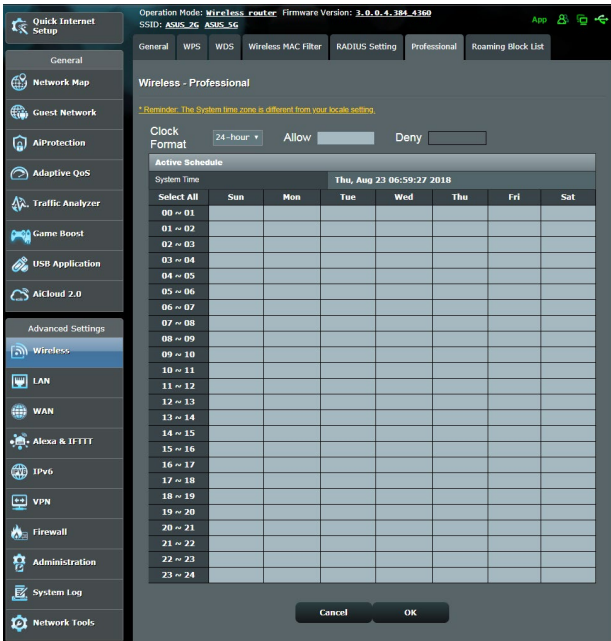 Quick Internet
Setup
General
Network Map
Guest Network
AiProtection
Adaptive QoS
Traffic Analyzer
Game Boost
USB Application
AiCloud 2.0
Advanced Settings
Wireless
LAN
WAN
Alexa & IFTTT
IPv6
VPN
Firewall
Administration
System Log
Network Tools
Operation Mode: Wireless router Firmware Version: 3.0.0.4.384_4360
SSID: ASUS_2G ASUS_5G
App
General WPS WDS Wireless MAC Filter RADIUS Setting Professional Roaming Block List
Wireless - Professional
* Reminder: The System time zone is different from your locale setting.
Clock
Format
24-hour Allow Deny
Active Schedule
System Time Thu, Aug 23 06:59:27 2018
Select All Sun Mon Tue Wed Thu Fri Sat
00 ~ 01
01 ~ 02
02 ~ 03
03 ~ 04
04 ~ 05
05 ~ 06
06 ~ 07
07 ~ 08
08 ~ 09
09 ~ 10
10 ~ 11
11 ~ 12
12 ~ 13
13 ~ 14
14 ~ 15
15 ~ 16
16 ~ 17
17 ~ 18
18 ~ 19
19 ~ 20
20 ~ 21
21 ~ 22
22 ~ 23
23 ~ 24
Cancel OK